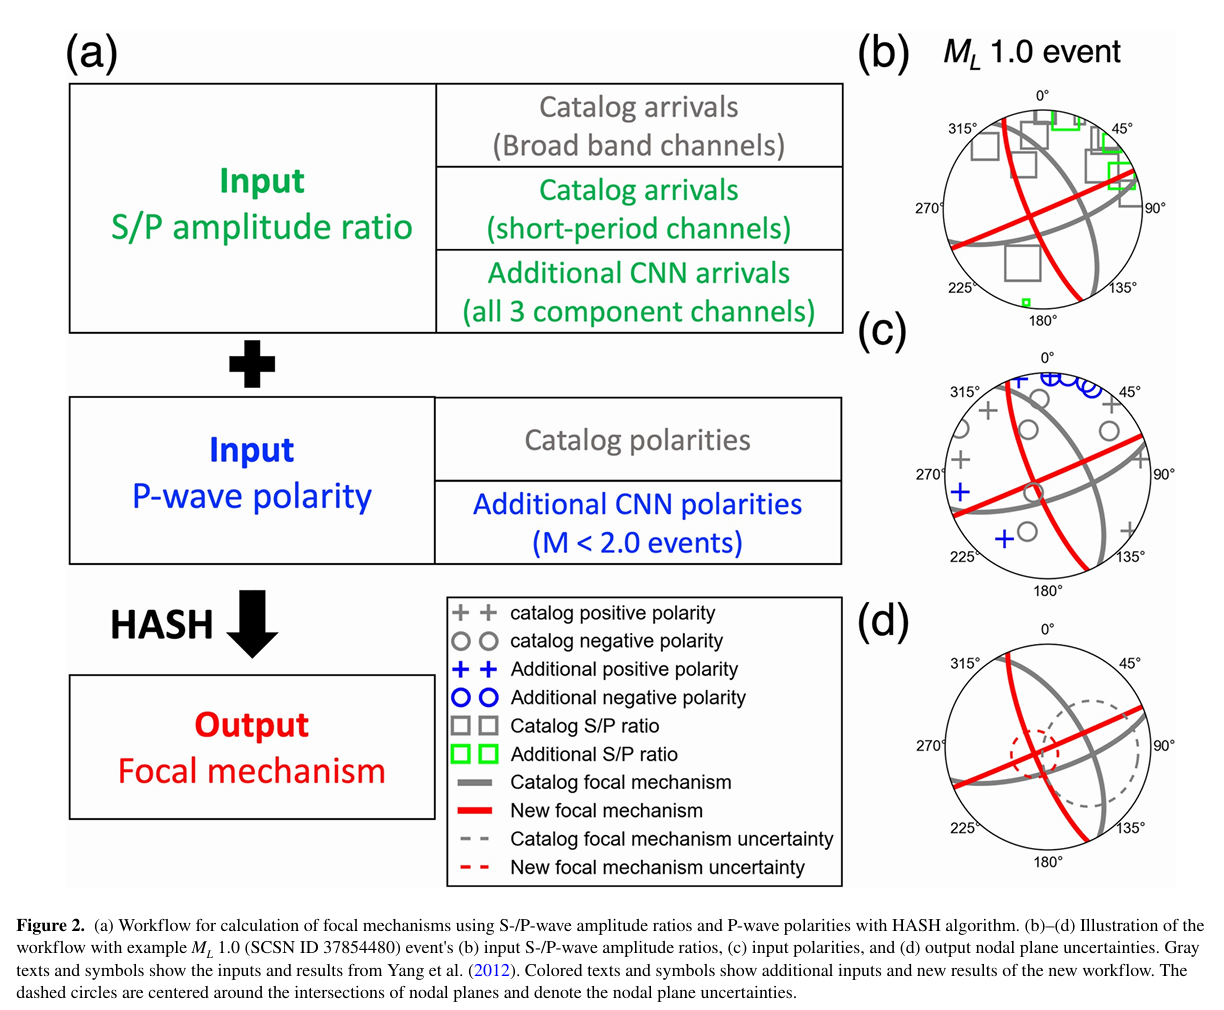 (a)
Input
S/P amplitude ratio
Catalog arrivals
(Broad band channels)
Catalog arrivals
(short-period channels)
Additional CNN arrivals
(all 3 component channels)
Input
P-wave polarity
Catalog polarities
Additional CNN polarities
(M < 2.0 events)
HASH
Output
Focal mechanism
catalog positive polarity
catalog negative polarity
Additional positive polarity
Additional negative polarity
Catalog S/P ratio
Additional S/P ratio
Catalog focal mechanism
New focal mechanism
Catalog focal mechanism uncertainty
New focal mechanism uncertainty
(b) M_L 1.0 event
0°
315° 45°
270° 90°
225° 135°
180°
(c)
0°
315° 45°
270° 90°
225° 135°
180°
(d)
0°
315° 45°
270° 90°
225° 135°
180°
Figure 2. (a) Workflow for calculation of focal mechanisms using S-/P-wave amplitude ratios and P-wave polarities with HASH algorithm. (b)–(d) Illustration of the
workflow with example M_L 1.0 (SCSN ID 37854480) event's (b) input S-/P-wave amplitude ratios, (c) input polarities, and (d) output nodal plane uncertainties. Gray
texts and symbols show the inputs and results from Yang et al. (2012). Colored texts and symbols show additional inputs and new results of the new workflow. The
dashed circles are centered around the intersections of nodal planes and denote the nodal plane uncertainties.